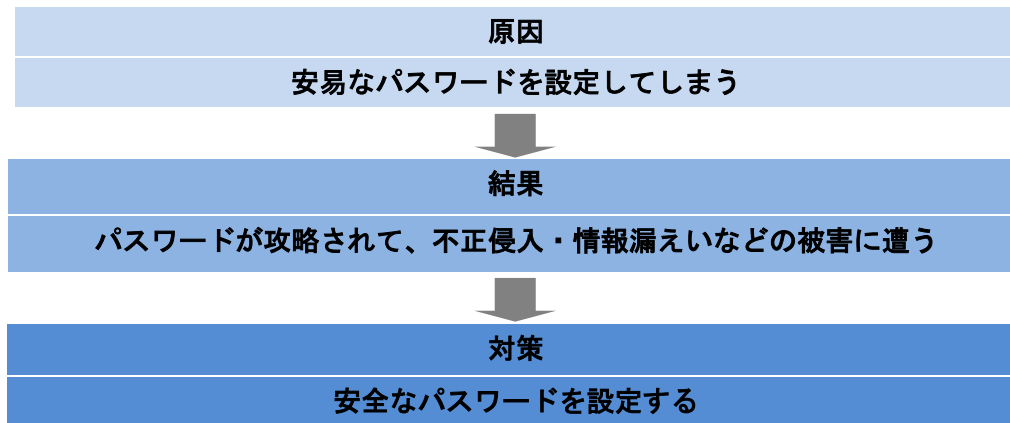 原因
安易なパスワードを設定してしまう
結果
パスワードが攻略されて、不正侵入・情報漏えいなどの被害に遭う
対策
安全なパスワードを設定する